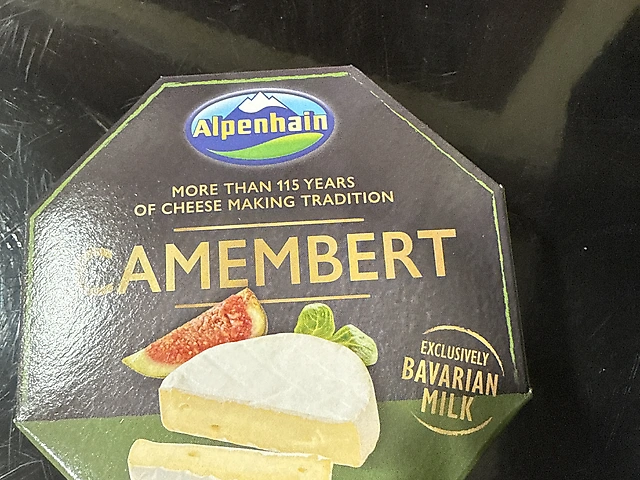 Alpenhain
MORE THAN 115 YEARS
OF CHEESE MAKING TRADITION
CAMEMBERT
EXCLUSIVELY
BAVARIAN
MILK